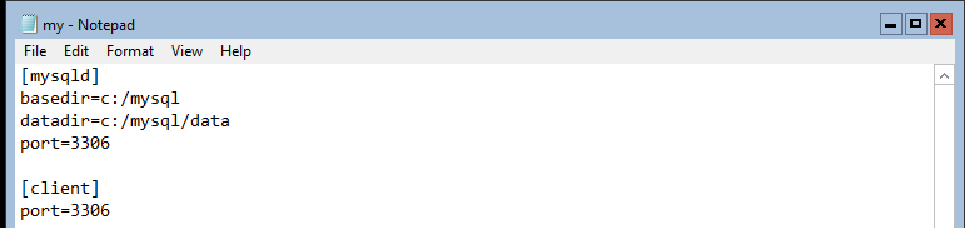 my - Notepad
File Edit Format View Help
[mysqld]
basedir=c:/mysql
datadir=c:/mysql/data
port=3306

[client]
port=3306